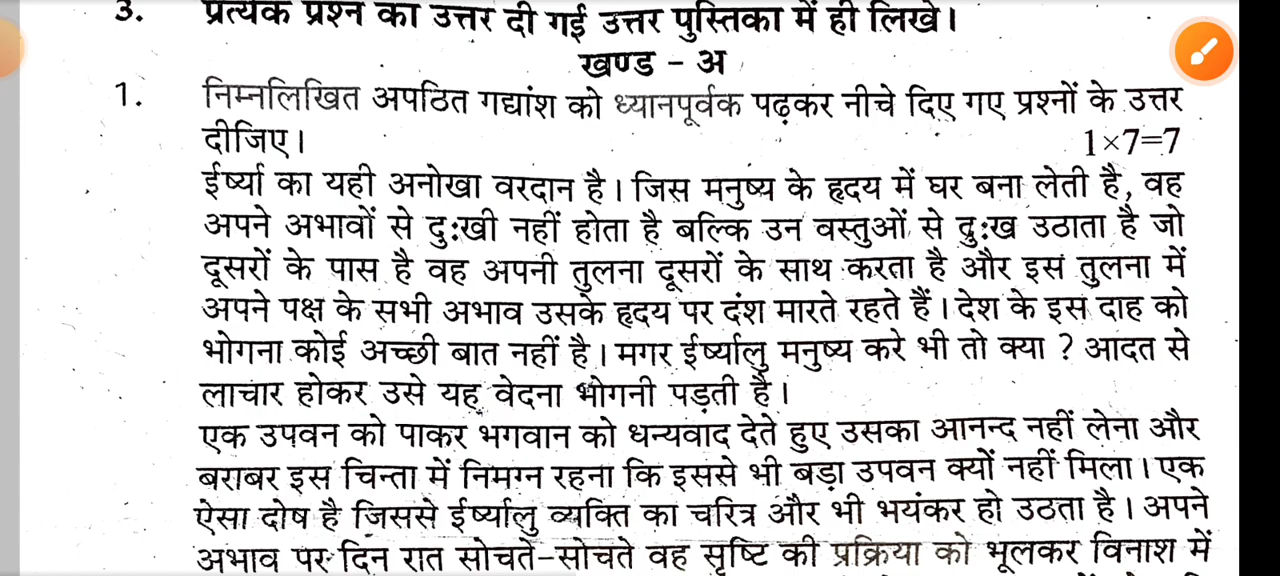 3. प्रत्येक प्रश्न का उत्तर दी गई उत्तर पुस्तिका में ही लिखे।
खण्ड - अ
1. निम्नलिखित अपठित गद्यांश को ध्यानपूर्वक पढ़कर नीचे दिए गए प्रश्नों के उत्तर
दीजिए। 1×7=7
ईर्ष्या का यही अनोखा वरदान है। जिस मनुष्य के हृदय में घर बना लेती है, वह
अपने अभावों से दु:खी नहीं होता है बल्कि उन वस्तुओं से दु:ख उठाता है जो
दूसरों के पास है वह अपनी तुलना दूसरों के साथ करता है और इस तुलना में
अपने पक्ष के सभी अभाव उसके हृदय पर दंश मारते रहते हैं। देश के इस दाह को
भोगना कोई अच्छी बात नहीं है। मगर ईर्ष्यालु मनुष्य करे भी तो क्या ? आदत से
लाचार होकर उसे यह वेदना भोगनी पड़ती है।
एक उपवन को पाकर भगवान को धन्यवाद देते हुए उसका आनन्द नहीं लेना और
बराबर इस चिन्ता में निमग्न रहना कि इससे भी बड़ा उपवन क्यों नहीं मिला। एक
ऐसा दोष है जिससे ईर्ष्यालु व्यक्ति का चरित्र और भी भयंकर हो उठता है। अपने
अभाव पर दिन रात सोचते-सोचते वह सृष्टि की प्रक्रिया को भूलकर विनाश में